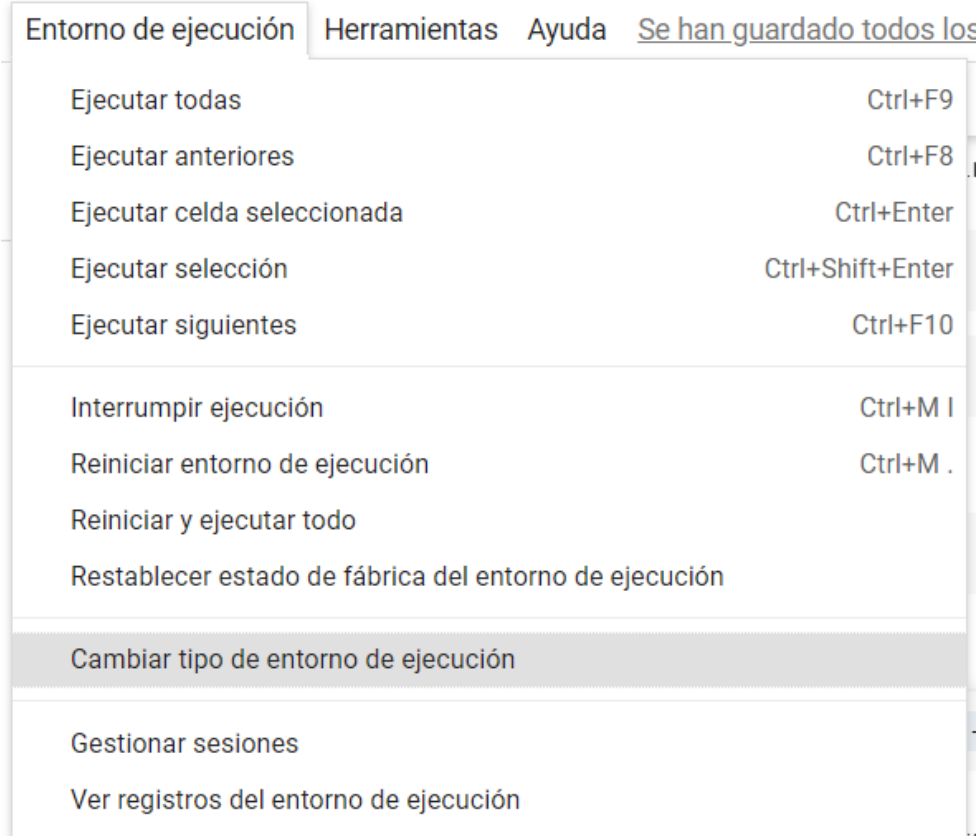 Entorno de ejecución Herramientas Ayuda Se han guardado todos los
Ejecutar todas Ctrl+F9
Ejecutar anteriores Ctrl+F8
Ejecutar celda seleccionada Ctrl+Enter
Ejecutar selección Ctrl+Shift+Enter
Ejecutar siguientes Ctrl+F10
Interrumpir ejecución Ctrl+M I
Reiniciar entorno de ejecución Ctrl+M .
Reiniciar y ejecutar todo
Restablecer estado de fábrica del entorno de ejecución
Cambiar tipo de entorno de ejecución
Gestionar sesiones
Ver registros del entorno de ejecución